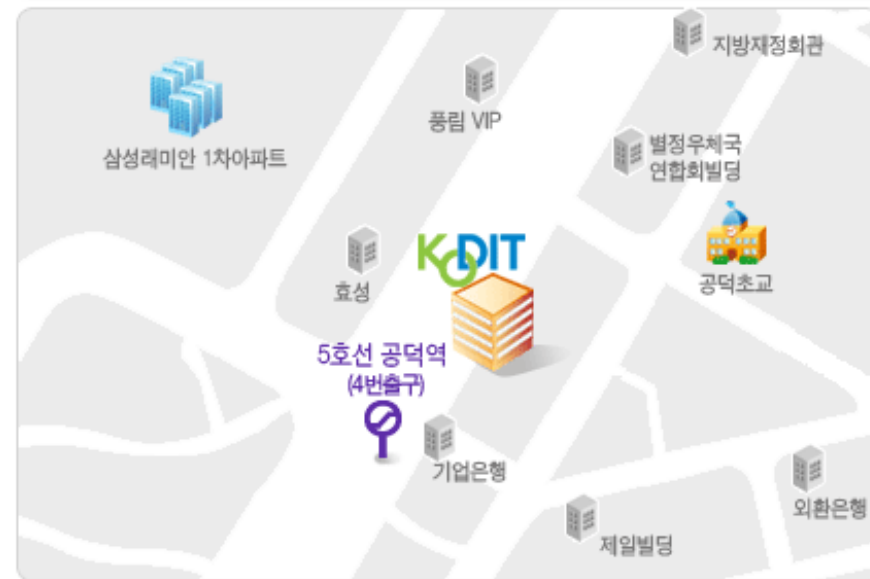 지방재정회관
풍림 VIP
별정우체국
연합회빌딩
삼성래미안 1차아파트
KODIT
공덕초교
효성
5호선 공덕역
(4번출구)
기업은행
외환은행
제일빌딩